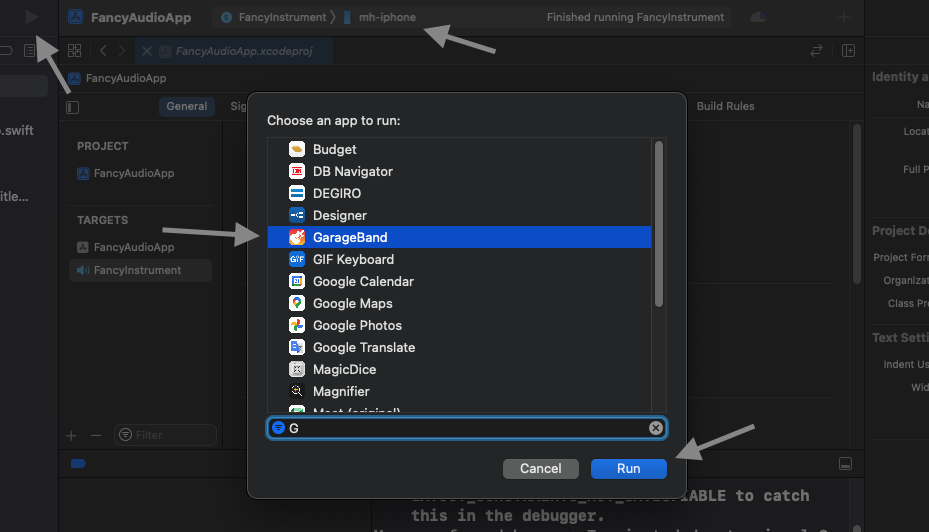 FancyAudioApp
FancyInstrument
mh-iphone
Finished running FancyInstrument
FancyAudioApp.xcodeproj
FancyAudioApp
General
Sig
Build Rules
Identity a
Na
Locat
Full P
Project Do
Project Form
Organizat
Class Pre
Text Setti
Indent Us
Wid
.swift
itle...
PROJECT
FancyAudioApp
TARGETS
FancyAudioApp
FancyInstrument
Filter
Choose an app to run:
Budget
DB Navigator
DEGIRO
Designer
GarageBand
GIF Keyboard
Google Calendar
Google Maps
Google Photos
Google Translate
MagicDice
Magnifier
G
Cancel
Run
ABLE to catch
this in the debugger.